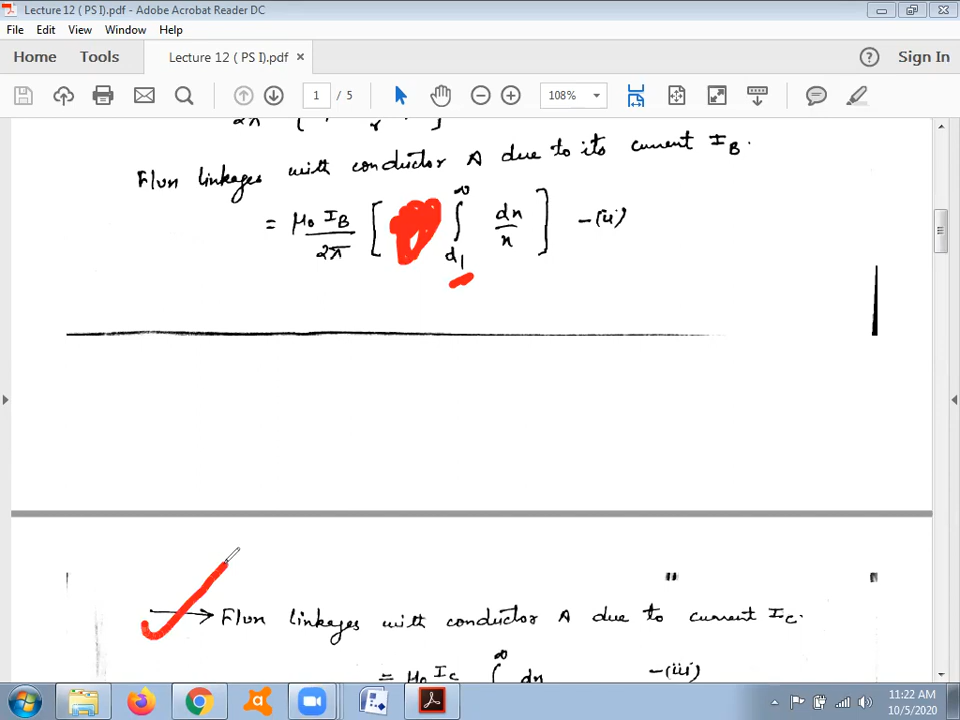 Lecture 12 ( PS I).pdf - Adobe Acrobat Reader DC
File Edit View Window Help
Home Tools Lecture 12 ( PS I).pdf × Sign In
1 / 5 108%
2π
Flux linkages with conductor A due to its current I_B.
= μ₀ I_B / 2π [ ∫_{d₁}^{∞} dx/x ] -(ii)
→ Flux linkages with conductor A due to current I_C.
= μ₀ I_C ∫^{∞} dx -(iii)
11:22 AM
10/5/2020